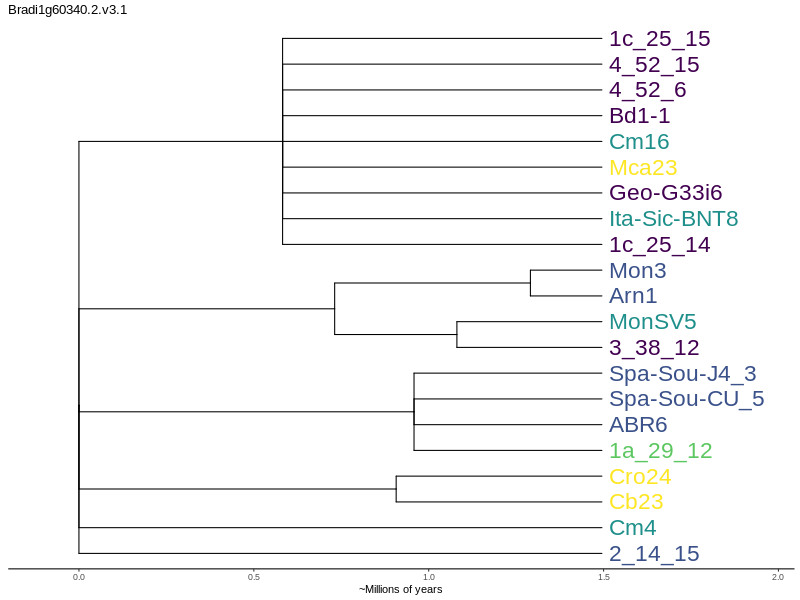 Bradi1g60340.2.v3.1
1c_25_15
4_52_15
4_52_6
Bd1-1
Cm16
Mca23
Geo-G33i6
Ita-Sic-BNT8
1c_25_14
Mon3
Arn1
MonSV5
3_38_12
Spa-Sou-J4_3
Spa-Sou-CU_5
ABR6
1a_29_12
Cro24
Cb23
Cm4
2_14_15
0.0 0.5 1.0 1.5 2.0
~Millions of years